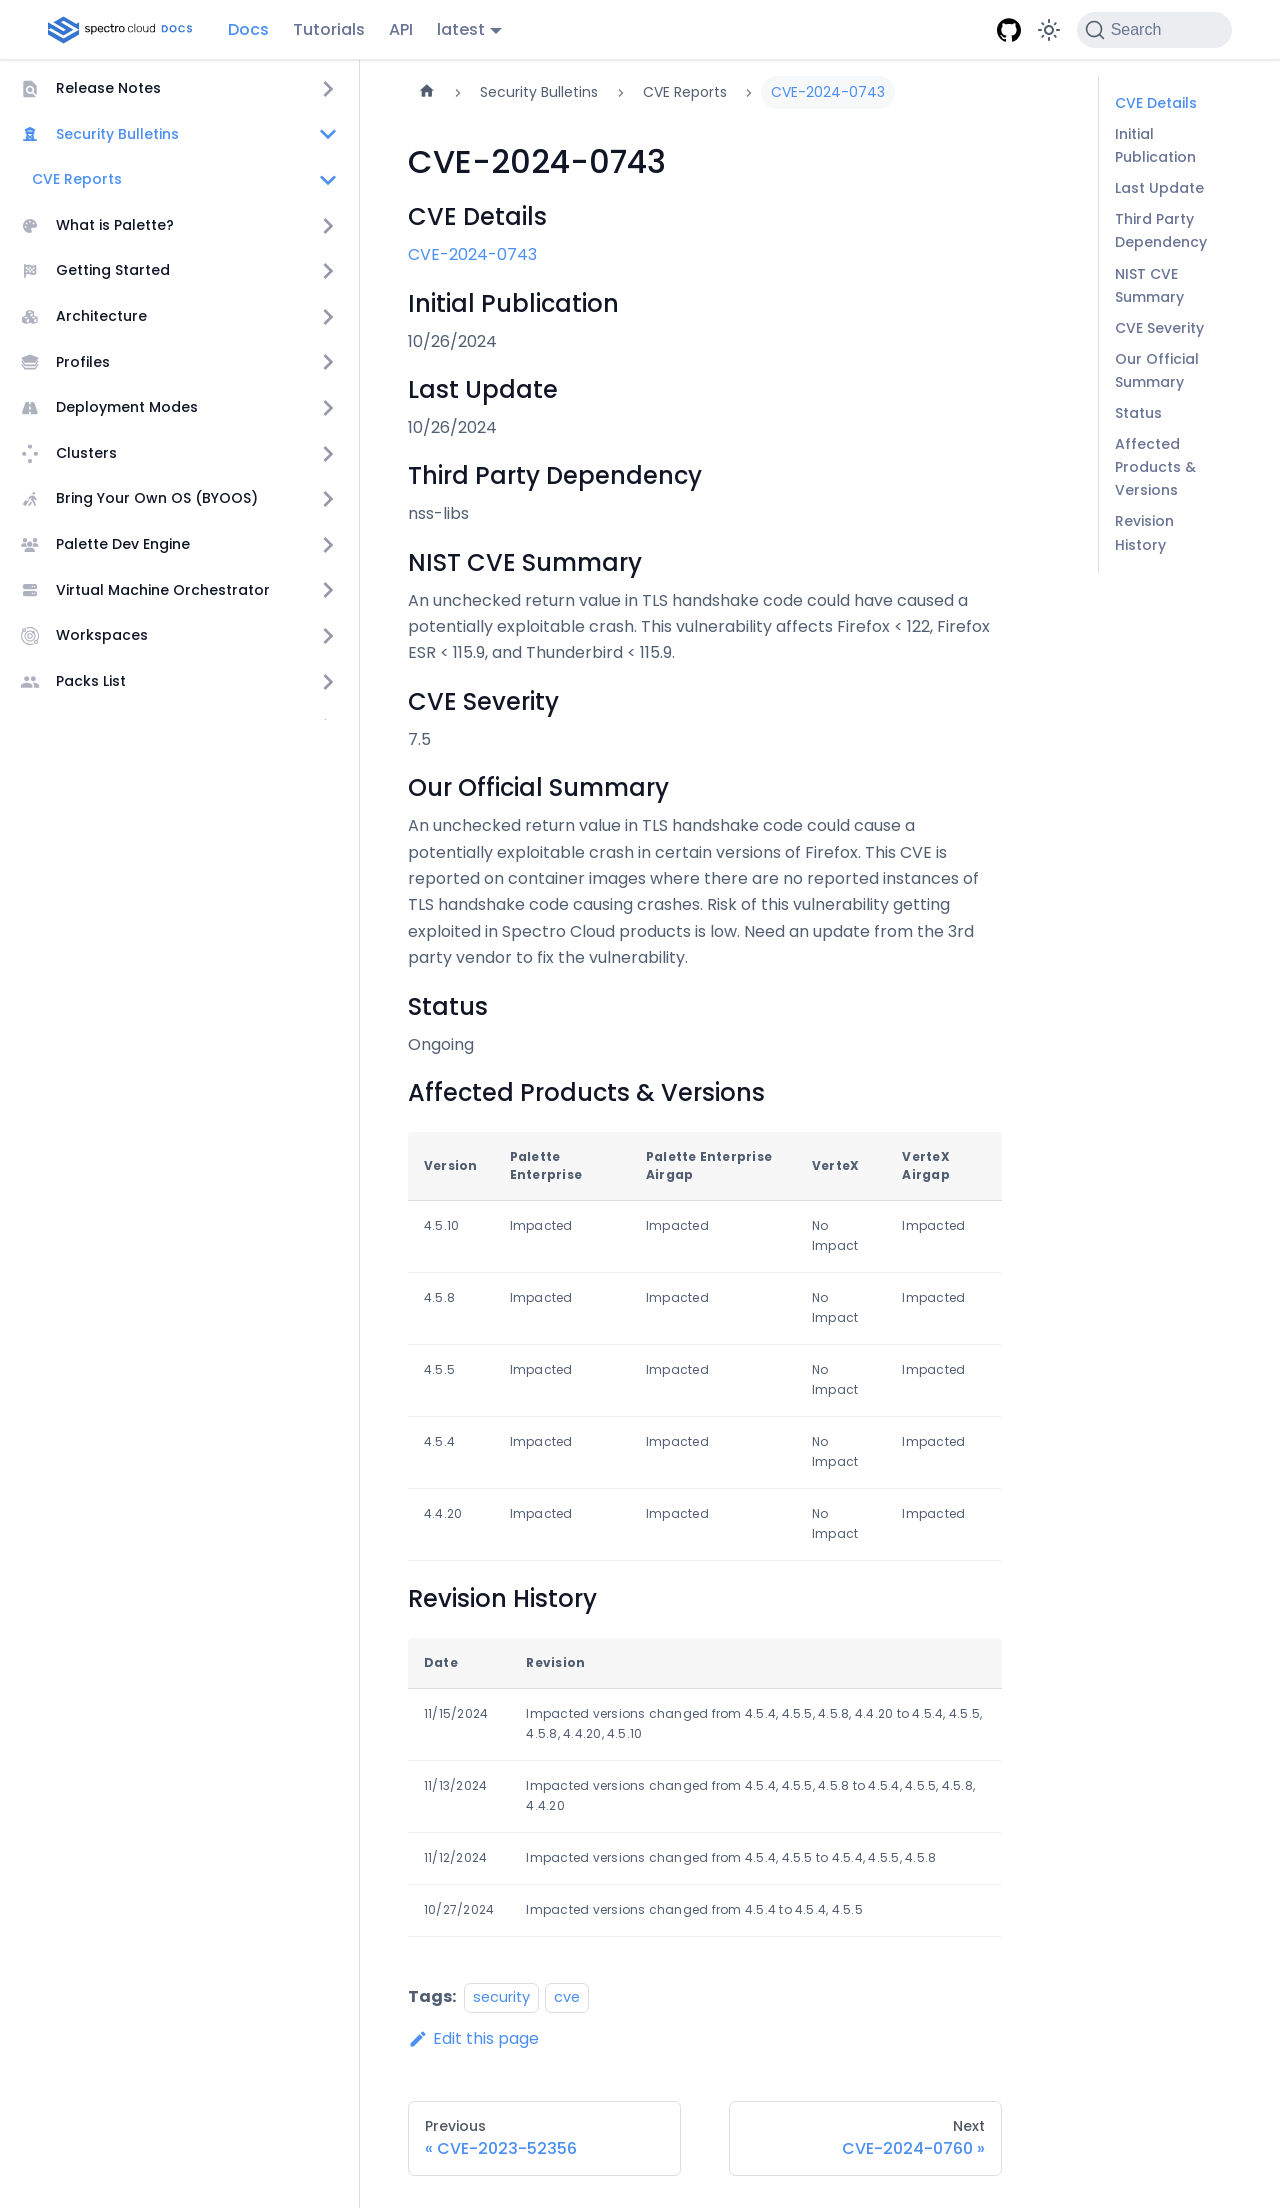 spectro cloud DOCS
Docs
Tutorials
API
latest
Search
Release Notes
Security Bulletins
CVE Reports
What is Palette?
Getting Started
Architecture
Profiles
Deployment Modes
Clusters
Bring Your Own OS (BYOOS)
Palette Dev Engine
Virtual Machine Orchestrator
Workspaces
Packs List
Security Bulletins
CVE Reports
CVE-2024-0743
CVE-2024-0743
CVE Details
CVE-2024-0743
Initial Publication
10/26/2024
Last Update
10/26/2024
Third Party Dependency
nss-libs
NIST CVE Summary
An unchecked return value in TLS handshake code could have caused a
potentially exploitable crash. This vulnerability affects Firefox < 122, Firefox
ESR < 115.9, and Thunderbird < 115.9.
CVE Severity
7.5
Our Official Summary
An unchecked return value in TLS handshake code could cause a
potentially exploitable crash in certain versions of Firefox. This CVE is
reported on container images where there are no reported instances of
TLS handshake code causing crashes. Risk of this vulnerability getting
exploited in Spectro Cloud products is low. Need an update from the 3rd
party vendor to fix the vulnerability.
Status
Ongoing
Affected Products & Versions
Version
Palette
Enterprise
Palette Enterprise
Airgap
VerteX
VerteX
Airgap
4.5.10
Impacted
Impacted
No
Impact
Impacted
4.5.8
Impacted
Impacted
No
Impact
Impacted
4.5.5
Impacted
Impacted
No
Impact
Impacted
4.5.4
Impacted
Impacted
No
Impact
Impacted
4.4.20
Impacted
Impacted
No
Impact
Impacted
Revision History
Date
Revision
11/15/2024
Impacted versions changed from 4.5.4, 4.5.5, 4.5.8, 4.4.20 to 4.5.4, 4.5.5,
4.5.8, 4.4.20, 4.5.10
11/13/2024
Impacted versions changed from 4.5.4, 4.5.5, 4.5.8 to 4.5.4, 4.5.5, 4.5.8,
4.4.20
11/12/2024
Impacted versions changed from 4.5.4, 4.5.5 to 4.5.4, 4.5.5, 4.5.8
10/27/2024
Impacted versions changed from 4.5.4 to 4.5.4, 4.5.5
Tags: security cve
Edit this page
Previous
« CVE-2023-52356
Next
CVE-2024-0760 »
CVE Details
Initial
Publication
Last Update
Third Party
Dependency
NIST CVE
Summary
CVE Severity
Our Official
Summary
Status
Affected
Products &
Versions
Revision
History